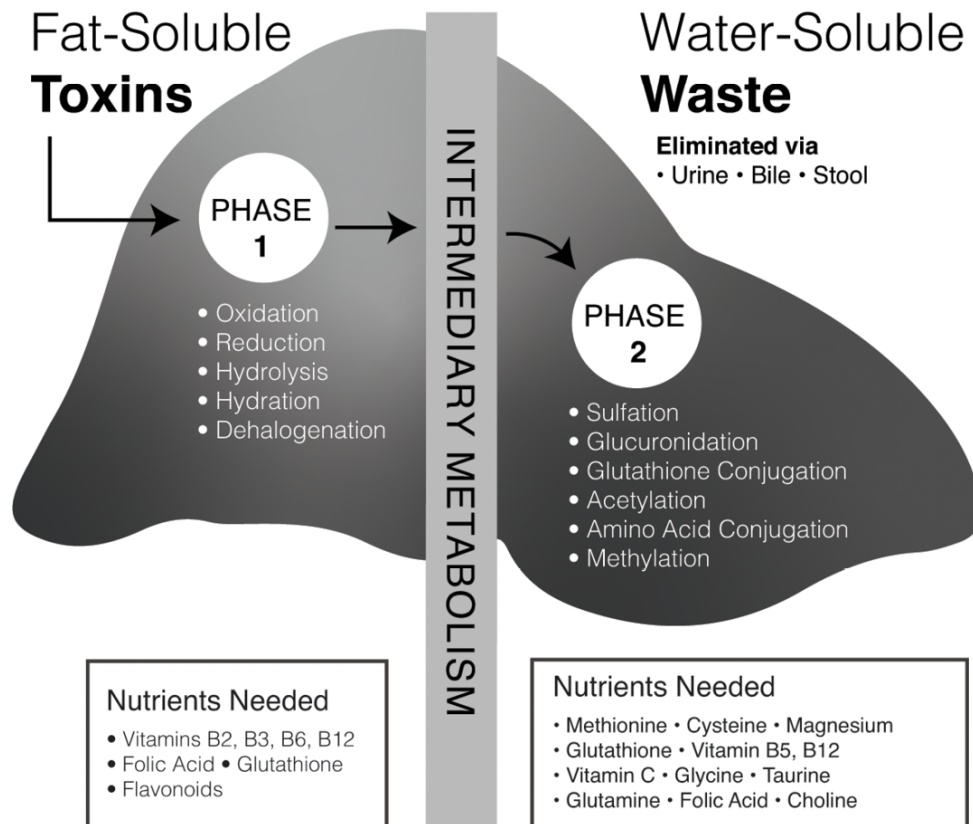 Fat-Soluble
Toxins
PHASE
1
• Oxidation
• Reduction
• Hydrolysis
• Hydration
• Dehalogenation
INTERMEDIARY METABOLISM
Water-Soluble
Waste
Eliminated via
• Urine • Bile • Stool
PHASE
2
• Sulfation
• Glucuronidation
• Glutathione Conjugation
• Acetylation
• Amino Acid Conjugation
• Methylation
Nutrients Needed
• Vitamins B2, B3, B6, B12
• Folic Acid • Glutathione
• Flavonoids
Nutrients Needed
• Methionine • Cysteine • Magnesium
• Glutathione • Vitamin B5, B12
• Vitamin C • Glycine • Taurine
• Glutamine • Folic Acid • Choline